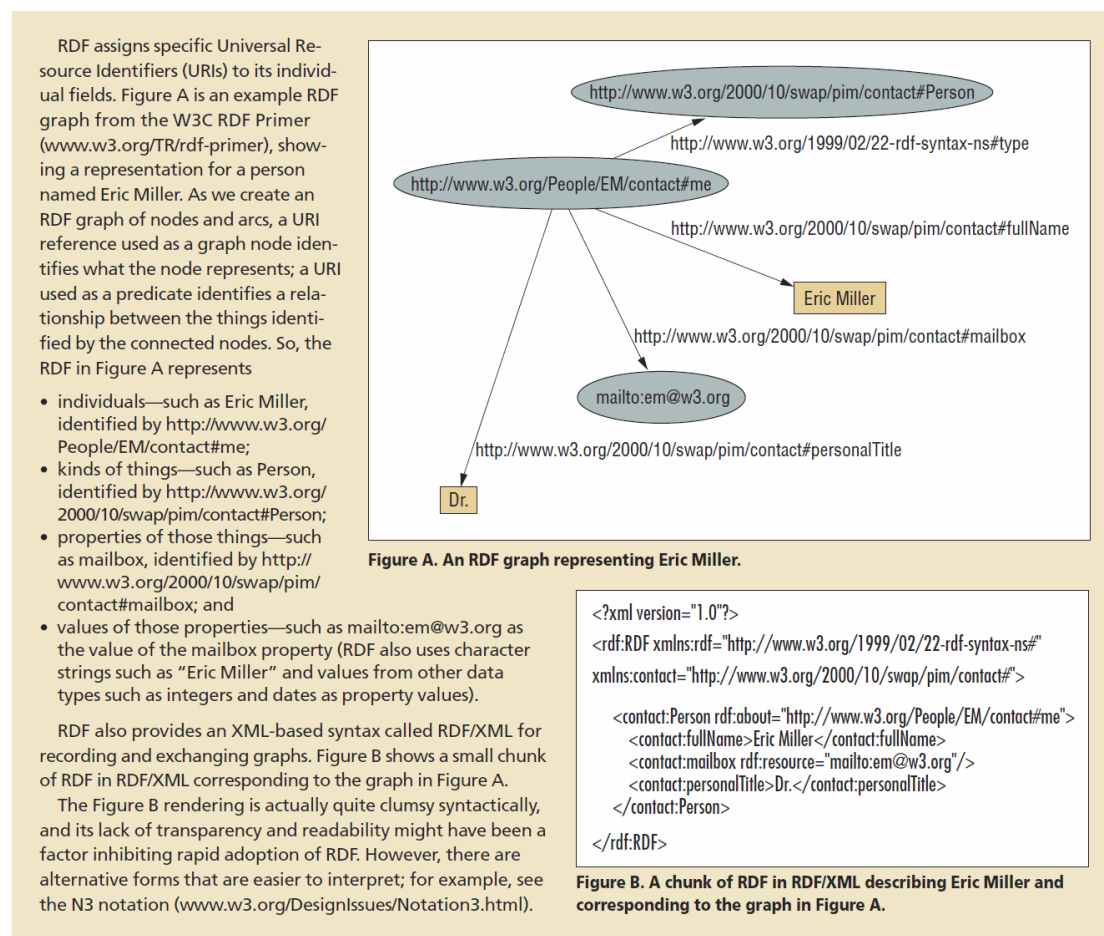 RDF assigns specific Universal Re-
source Identifiers (URIs) to its individ-
ual fields. Figure A is an example RDF
graph from the W3C RDF Primer
(www.w3.org/TR/rdf-primer), show-
ing a representation for a person
named Eric Miller. As we create an
RDF graph of nodes and arcs, a URI
reference used as a graph node iden-
tifies what the node represents; a URI
used as a predicate identifies a rela-
tionship between the things identi-
fied by the connected nodes. So, the
RDF in Figure A represents
• individuals—such as Eric Miller,
identified by http://www.w3.org/
People/EM/contact#me;
• kinds of things—such as Person,
identified by http://www.w3.org/
2000/10/swap/pim/contact#Person;
• properties of those things—such
as mailbox, identified by http://
www.w3.org/2000/10/swap/pim/
contact#mailbox; and
• values of those properties—such as mailto:em@w3.org as
the value of the mailbox property (RDF also uses character
strings such as “Eric Miller” and values from other data
types such as integers and dates as property values).
RDF also provides an XML-based syntax called RDF/XML for
recording and exchanging graphs. Figure B shows a small chunk
of RDF in RDF/XML corresponding to the graph in Figure A.
The Figure B rendering is actually quite clumsy syntactically,
and its lack of transparency and readability might have been a
factor inhibiting rapid adoption of RDF. However, there are
alternative forms that are easier to interpret; for example, see
the N3 notation (www.w3.org/DesignIssues/Notation3.html).
http://www.w3.org/2000/10/swap/pim/contact#Person
http://www.w3.org/1999/02/22-rdf-syntax-ns#type
http://www.w3.org/People/EM/contact#me
http://www.w3.org/2000/10/swap/pim/contact#fullName
Eric Miller
http://www.w3.org/2000/10/swap/pim/contact#mailbox
mailto:em@w3.org
http://www.w3.org/2000/10/swap/pim/contact#personalTitle
Dr.
Figure A. An RDF graph representing Eric Miller.
<?xml version="1.0"?>
<rdf:RDF xmlns:rdf="http://www.w3.org/1999/02/22-rdf-syntax-ns#"
xmlns:contact="http://www.w3.org/2000/10/swap/pim/contact#">
<contact:Person rdf:about="http://www.w3.org/People/EM/contact#me">
<contact:fullName>Eric Miller</contact:fullName>
<contact:mailbox rdf:resource="mailto:em@w3.org"/>
<contact:personalTitle>Dr.</contact:personalTitle>
</contact:Person>
</rdf:RDF>
Figure B. A chunk of RDF in RDF/XML describing Eric Miller and
corresponding to the graph in Figure A.